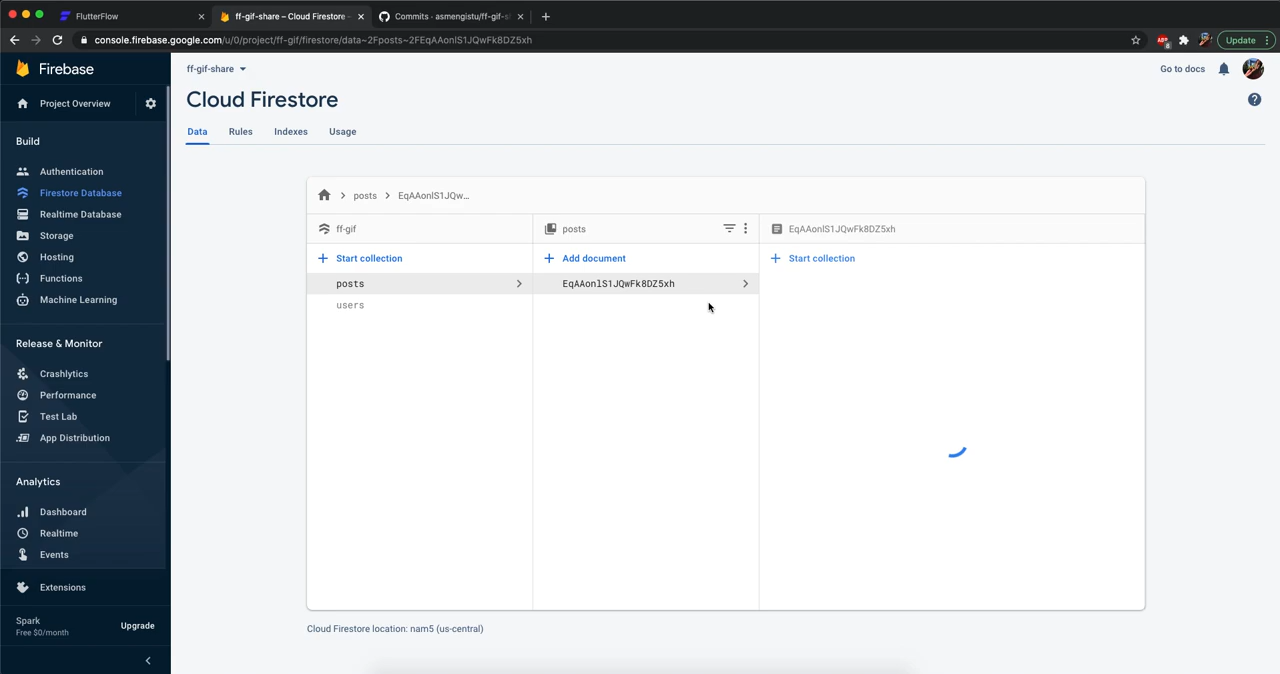 FlutterFlow
ff-gif-share – Cloud Firestore -
Commits · asmengistu/ff-gif-s
console.firebase.google.com/u/0/project/ff-gif/firestore/data~2Fposts~2FEqAAonlS1JQwFk8DZ5xh
ABP
8
Update
Firebase
ff-gif-share
Go to docs
Project Overview
Cloud Firestore
Data
Rules
Indexes
Usage
Build
Authentication
Firestore Database
Realtime Database
Storage
Hosting
Functions
Machine Learning
Release & Monitor
Crashlytics
Performance
Test Lab
App Distribution
Analytics
Dashboard
Realtime
Events
Extensions
Spark
Free $0/month
Upgrade
posts
EqAAonlS1JQw...
ff-gif
posts
EqAAonlS1JQwFk8DZ5xh
Start collection
Add document
Start collection
posts
EqAAonlS1JQwFk8DZ5xh
users
Cloud Firestore location: nam5 (us-central)